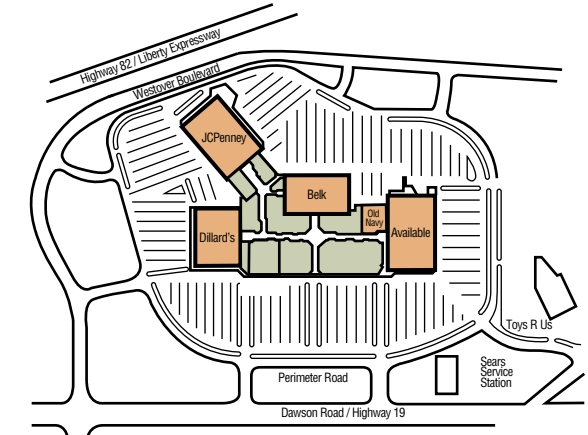 Highway 82 / Liberty Expressway
Westover Boulevard
JCPenney
Belk
Old
Navy
Dillard's
Available
Toys R Us
Sears
Service
Station
Perimeter Road
Dawson Road / Highway 19